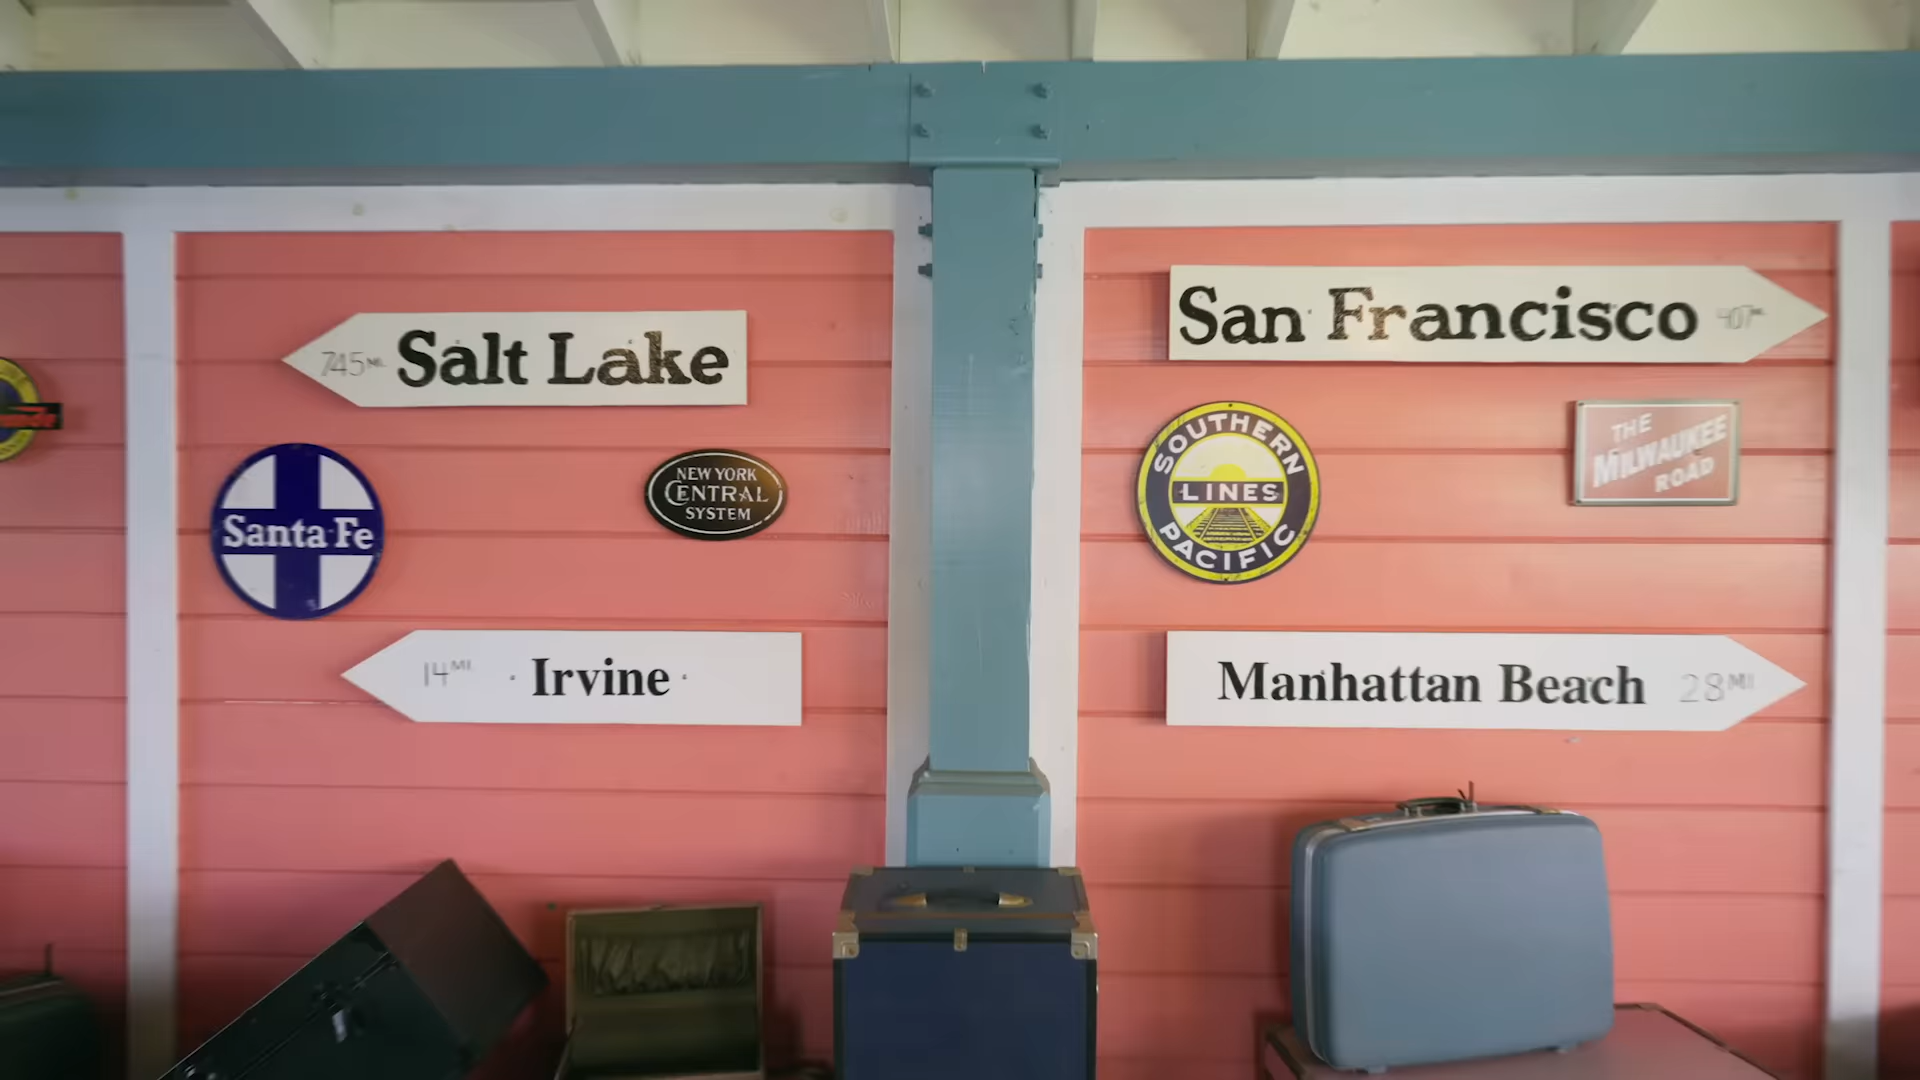 745 MI. Salt Lake
San Francisco 407 MI.
Santa Fe
NEW YORK
CENTRAL
SYSTEM
SOUTHERN
LINES
PACIFIC
THE
MILWAUKEE
ROAD
14 MI Irvine
Manhattan Beach 28 MI